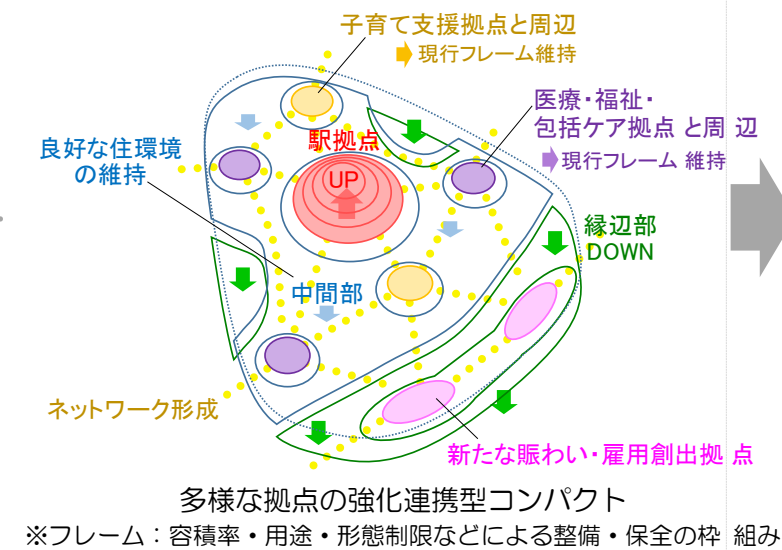 子育て支援拠点と周辺
現行フレーム維持
医療・福祉・
包括ケア拠点 と周 辺
現行フレーム 維持
駅拠点
UP
良好な住環境
の維持
縁辺部
DOWN
中間部
ネットワーク形成
新たな賑わい・雇用創出拠 点
多様な拠点の強化連携型コンパクト
※フレーム：容積率・用途・形態制限などによる整備・保全の枠 組み